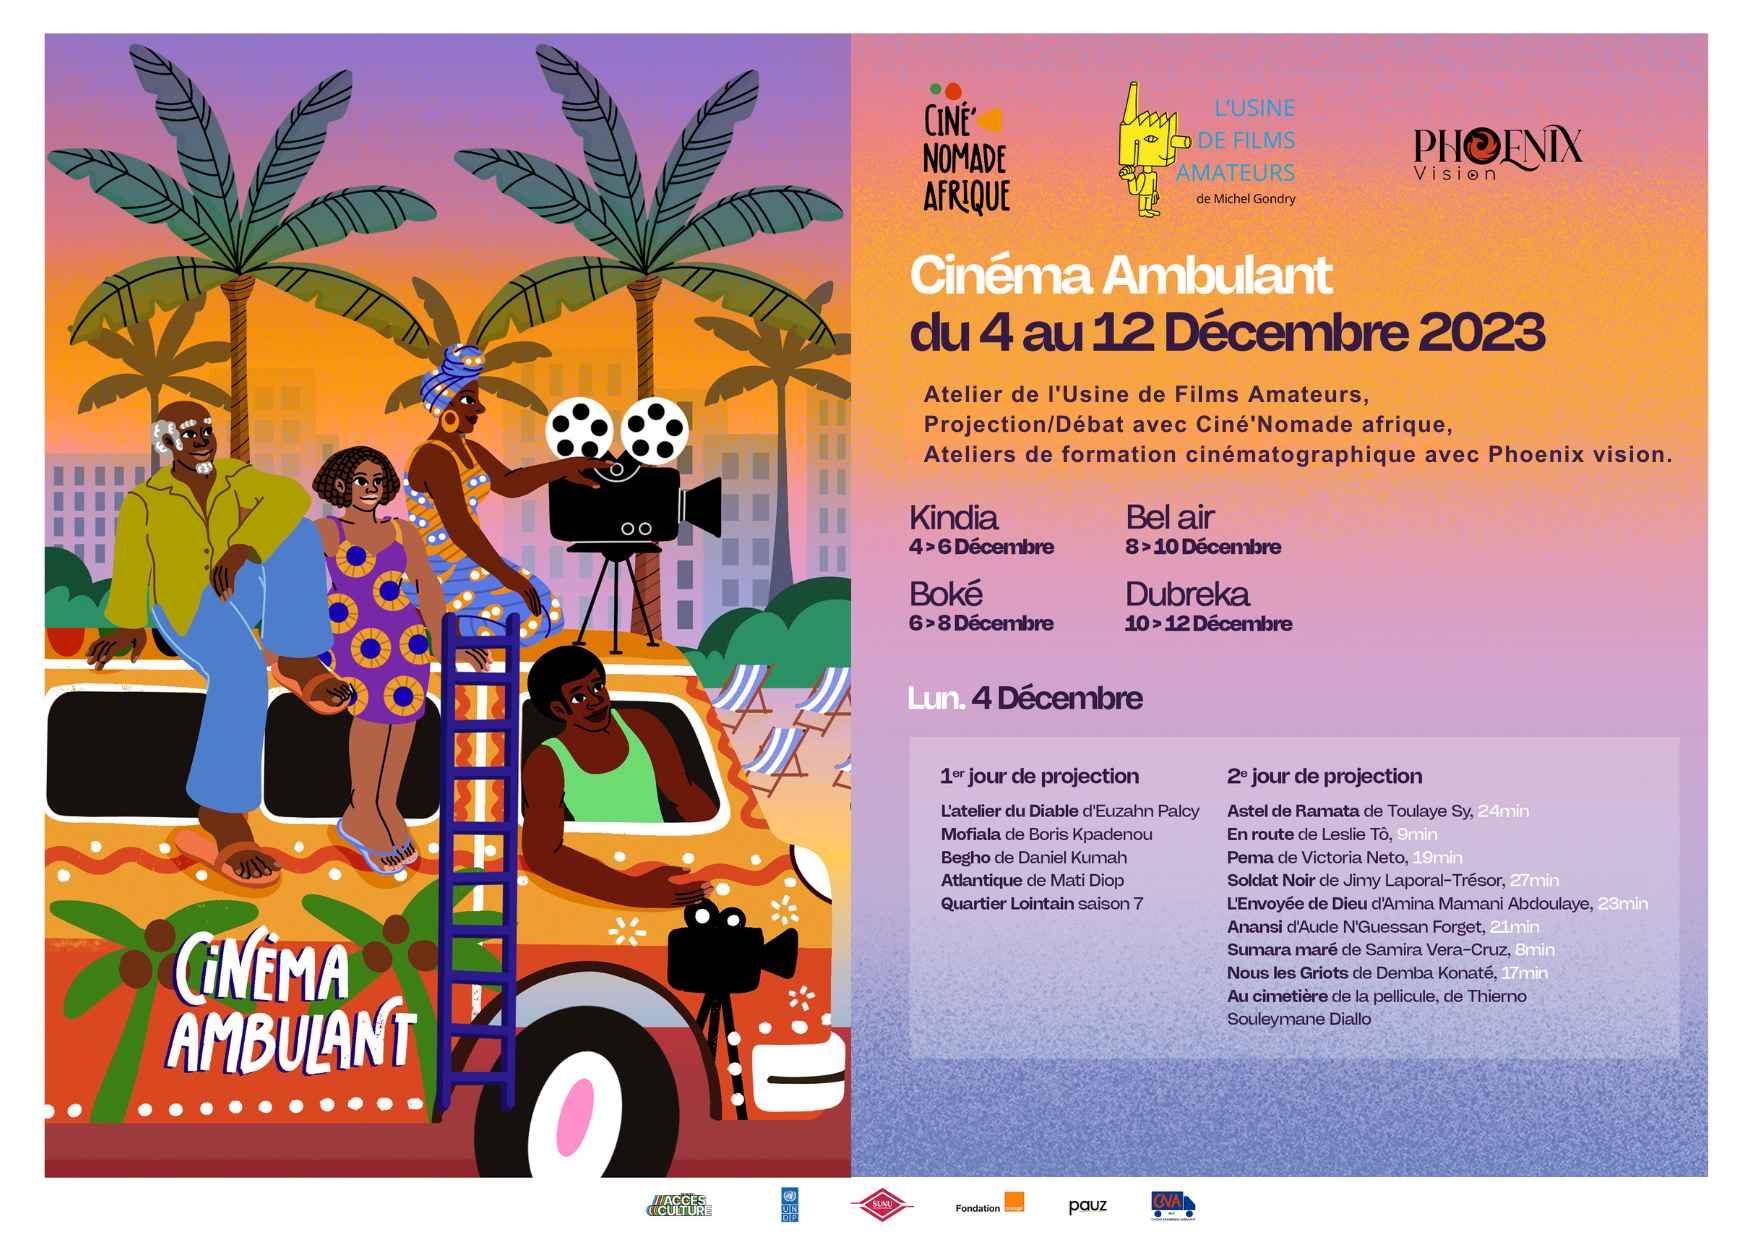 CINÉ'
NOMADE
AFRIQUE
L'USINE
DE FILMS
AMATEURS
de Michel Gondry
PHOENIX
Vision
Cinéma Ambulant
du 4 au 12 Décembre 2023
Atelier de l'Usine de Films Amateurs,
Projection/Débat avec Ciné'Nomade afrique,
Ateliers de formation cinématographique avec Phoenix vision.
Kindia
4 > 6 Décembre
Bel air
8 > 10 Décembre
Boké
6 > 8 Décembre
Dubreka
10 > 12 Décembre
Lun. 4 Décembre
1er jour de projection
L'atelier du Diable d'Euzahn Palcy
Mofiala de Boris Kpadenou
Begho de Daniel Kumah
Atlantique de Mati Diop
Quartier Lointain saison 7
2e jour de projection
Astel de Ramata de Toulaye Sy, 24min
En route de Leslie Tô, 9min
Pema de Victoria Neto, 19min
Soldat Noir de Jimy Laporal-Trésor, 27min
L'Envoyée de Dieu d'Amina Mamani Abdoulaye, 23min
Anansi d'Aude N'Guessan Forget, 21min
Sumara maré de Samira Vera-Cruz, 8min
Nous les Griots de Demba Konaté, 17min
Au cimetière de la pellicule, de Thierno
Souleymane Diallo
CINÉMA
AMBULANT
ACCÈS
CULTURE
UN
DP
SUNU
Fondation orange
pauz
CNA